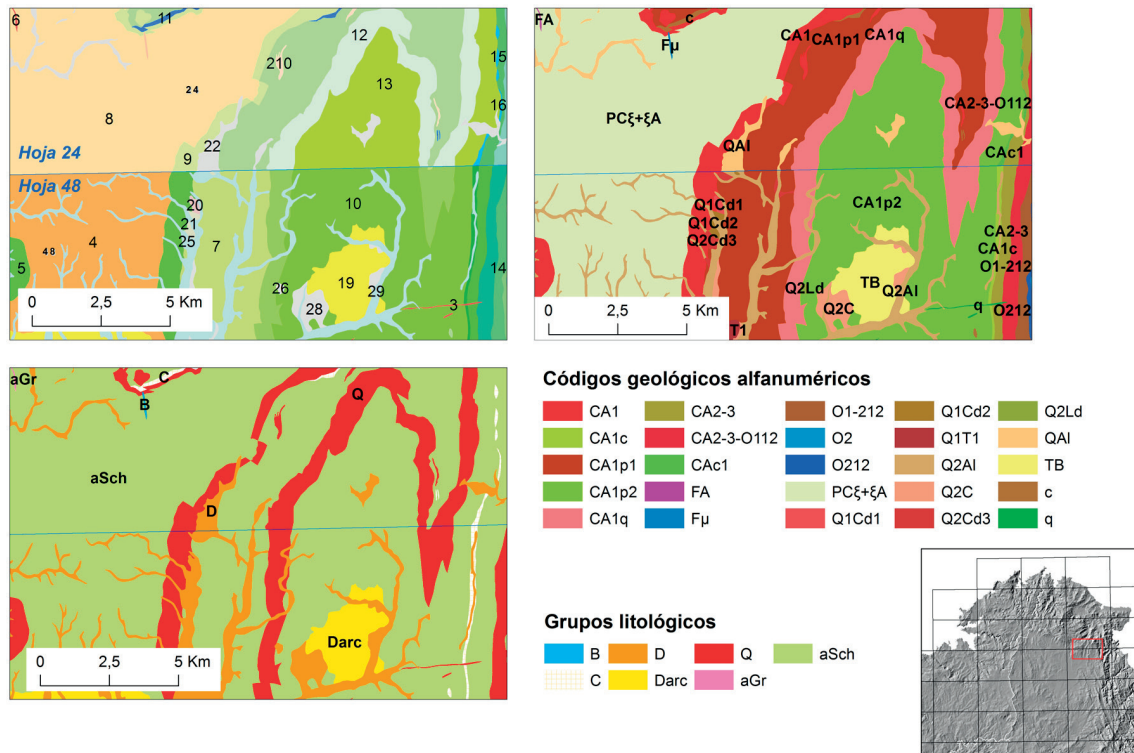 6
11
12
210
15
13
24
16
8
22
Hoja 24
9
Hoja 48
20
10
21
25
7
4
48
5
14
26
19
29
28
3
0 2,5 5 Km
FA
c
Fμ
CA1
CA1p1
CA1q
PCξ+ξA
CA2-3-O112
QAl
CAc1
Q1Cd1
CA1p2
Q1Cd2
Q2Cd3
CA2-3
CA1c
O1-212
Q2Ld
TB
Q2Al
Q2C
q
O212
T1
0 2,5 5 Km
aGr
C
B
Q
aSch
D
Darc
0 2,5 5 Km
Códigos geológicos alfanuméricos
CA1 CA2-3 O1-212 Q1Cd2 Q2Ld
CA1c CA2-3-O112 O2 Q1T1 QAl
CA1p1 CAc1 O212 Q2Al TB
CA1p2 FA PCξ+ξA Q2C c
CA1q Fμ Q1Cd1 Q2Cd3 q
Grupos litológicos
B D Q aSch
C Darc aGr